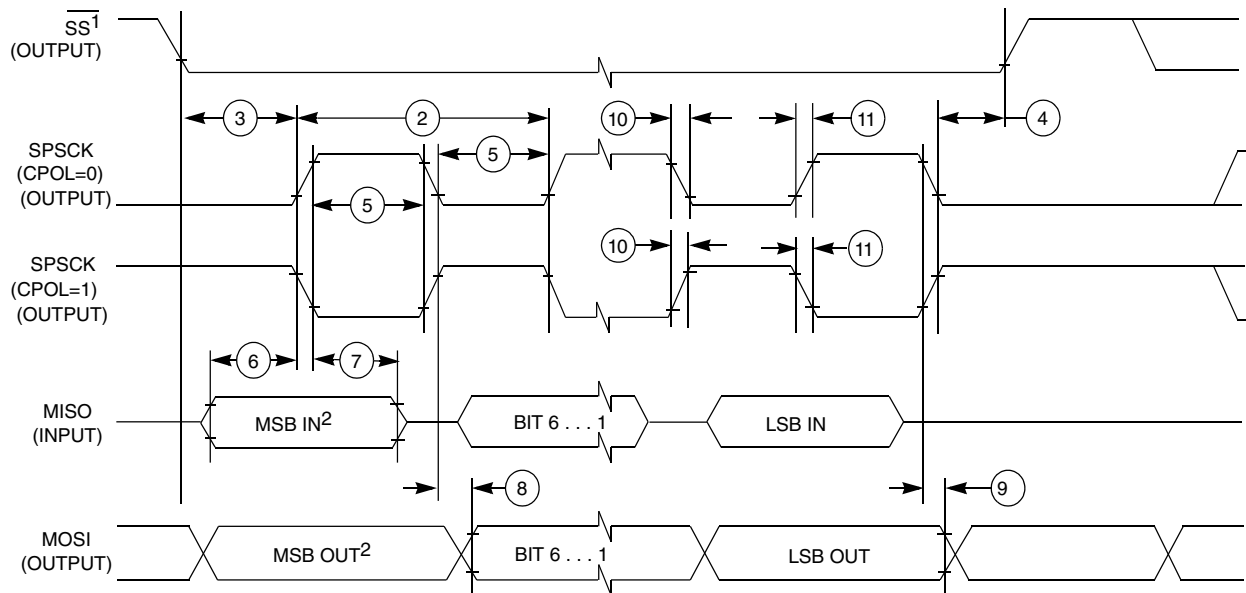 SS1
(OUTPUT)
3
2
10
11
4
SPSCK
(CPOL=0)
(OUTPUT)
5
5
10
11
SPSCK
(CPOL=1)
(OUTPUT)
6
7
MISO
(INPUT)
MSB IN2
BIT 6 . . . 1
LSB IN
8
9
MOSI
(OUTPUT)
MSB OUT2
BIT 6 . . . 1
LSB OUT